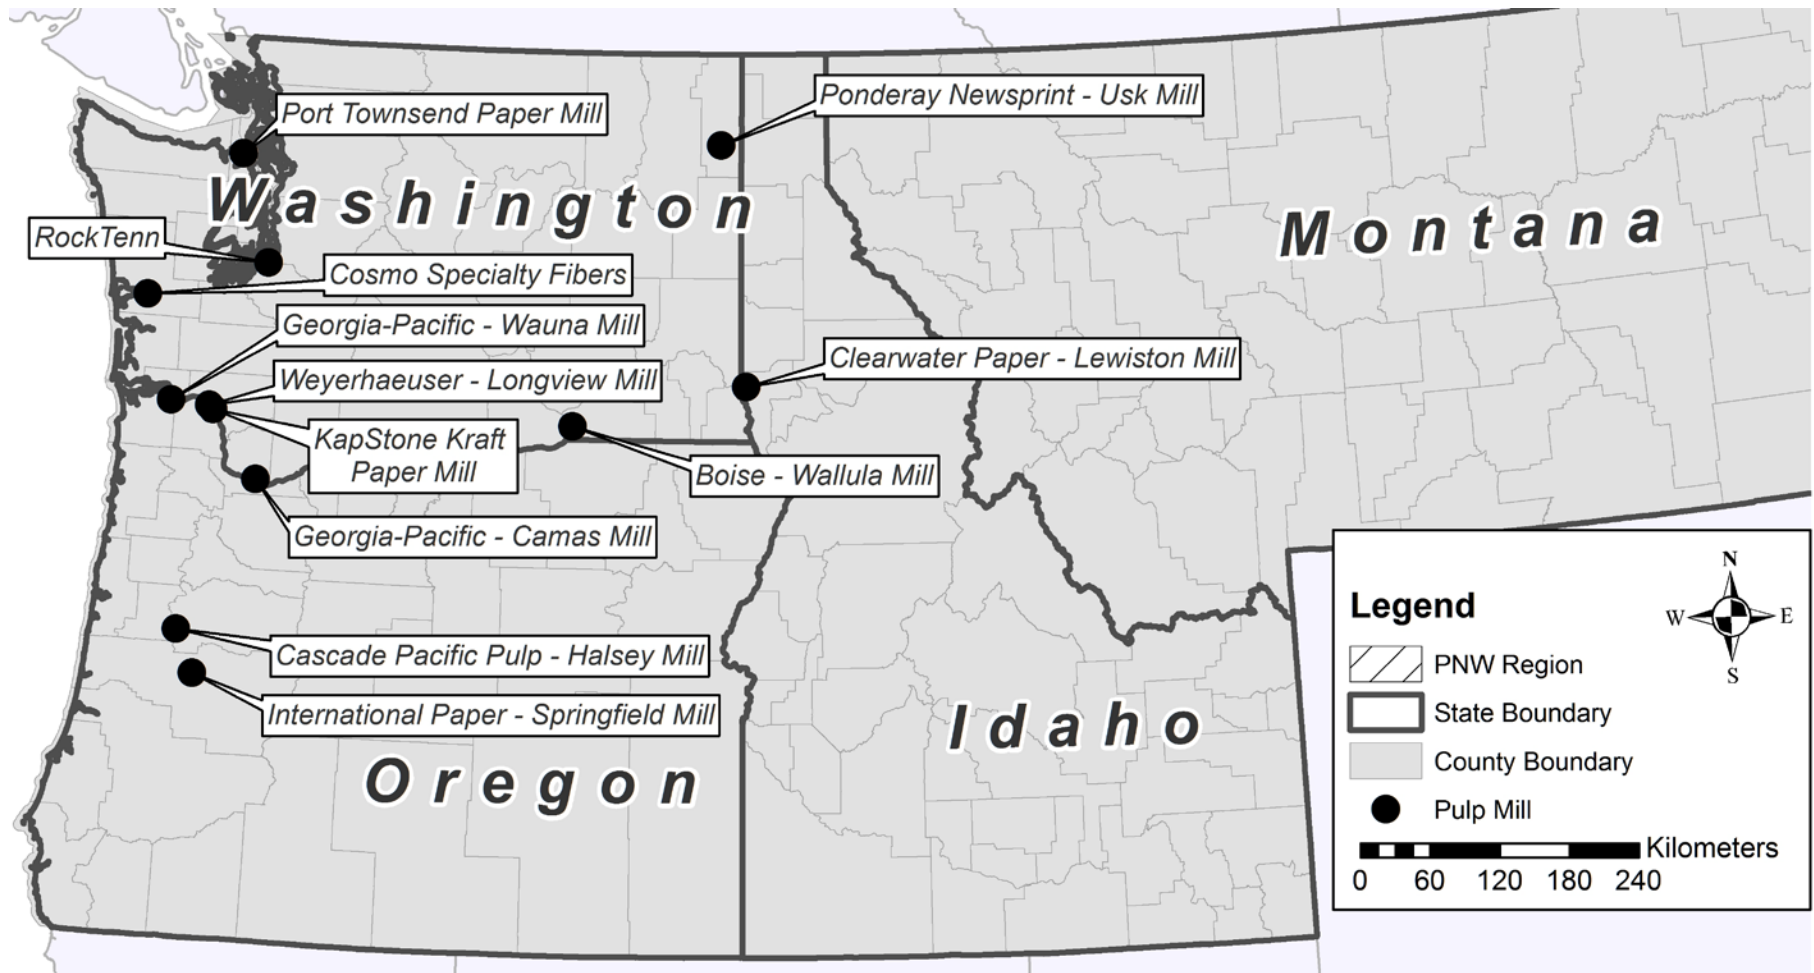 Ponderay Newsprint - Usk Mill
Port Townsend Paper Mill
Washington
Montana
RockTenn
Cosmo Specialty Fibers
Georgia-Pacific - Wauna Mill
Clearwater Paper - Lewiston Mill
Weyerhaeuser - Longview Mill
KapStone Kraft
Paper Mill
Boise - Wallula Mill
Georgia-Pacific - Camas Mill
Cascade Pacific Pulp - Halsey Mill
International Paper - Springfield Mill
Idaho
Oregon
N
W E
S
Legend
PNW Region
State Boundary
County Boundary
Pulp Mill
Kilometers
0 60 120 180 240